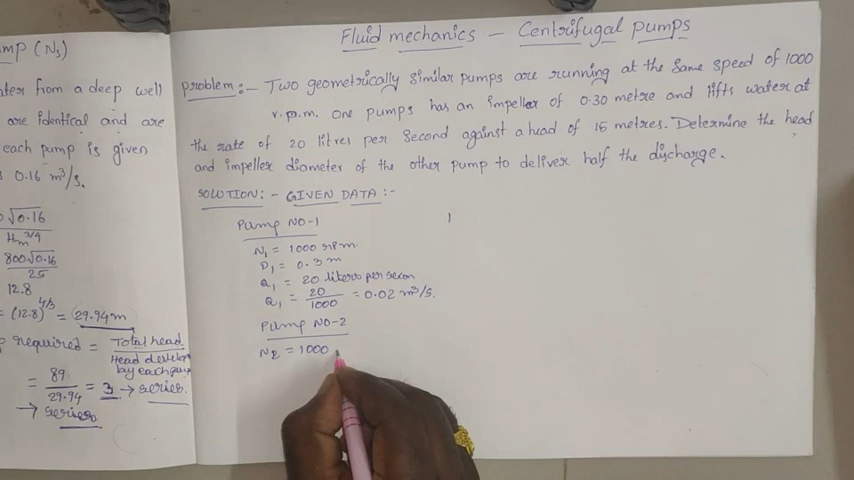 ump (Ns)
ater from a deep well
are identical and are
each pump is given
0.16 m³/s.
√0.16
Hm^3/4
800√0.16
25
12.8
= (12.8)^4/3 = 29.94m
required = Total head
Head develop
by each pump
= 89 / 29.94 = 3 → series
→ series
Fluid mechanics - Centrifugal pumps
problem:- Two geometrically similar pumps are running at the same speed of 1000
r.p.m. one pumps has an impeller of 0.30 metre and lifts water at
the rate of 20 litres per second against a head of 15 metres. Determine the head
and impeller diameter of the other pump to deliver half the discharge.
SOLUTION:- GIVEN DATA:-
Pump NO-1
N1 = 1000 rpm
D1 = 0.3 m
Q1 = 20 liters per secon
Q1 = 20 / 1000 = 0.02 m³/s.
Pump NO-2
N2 = 1000